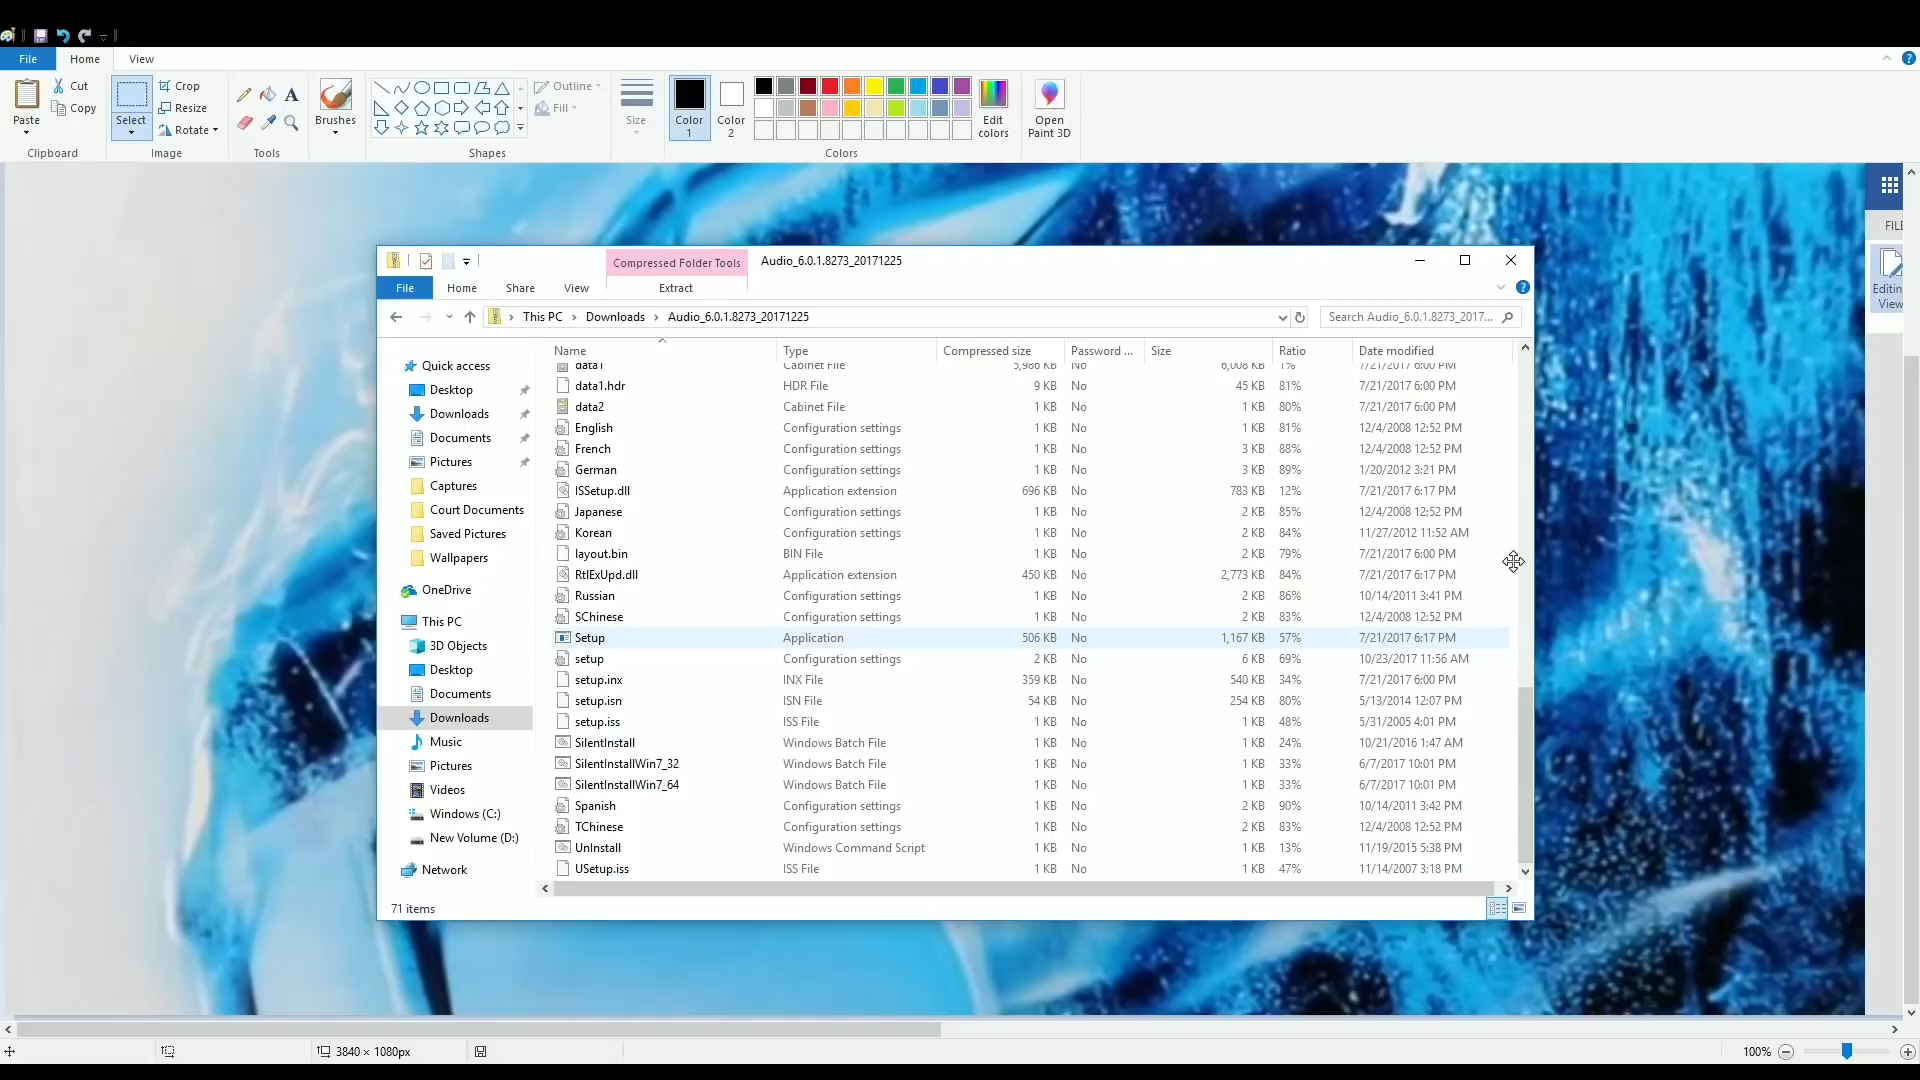 File Home View
Paste
Cut
Copy
Clipboard
Select
Crop
Resize
Rotate
Image
Tools
Brushes
Shapes
Outline
Fill
Size
Color 1
Color 2
Colors
Edit colors
Open Paint 3D
FILE
Compressed Folder Tools Audio_6.0.1.8273_20171225
File Home Share View Extract
This PC Downloads Audio_6.0.1.8273_20171225 Search Audio_6.0.1.8273_2017...
Quick access
Desktop
Downloads
Documents
Pictures
Captures
Court Documents
Saved Pictures
Wallpapers
OneDrive
This PC
3D Objects
Desktop
Documents
Downloads
Music
Pictures
Videos
Windows (C:)
New Volume (D:)
Network
Name Type Compressed size Password ... Size Ratio Date modified
data1 Cabinet File 5,986 KB No 6,008 KB 1% 7/21/2017 6:00 PM
data1.hdr HDR File 9 KB No 45 KB 81% 7/21/2017 6:00 PM
data2 Cabinet File 1 KB No 1 KB 80% 7/21/2017 6:00 PM
English Configuration settings 1 KB No 1 KB 81% 12/4/2008 12:52 PM
French Configuration settings 1 KB No 3 KB 88% 12/4/2008 12:52 PM
German Configuration settings 1 KB No 3 KB 89% 1/20/2012 3:21 PM
ISSetup.dll Application extension 696 KB No 783 KB 12% 7/21/2017 6:17 PM
Japanese Configuration settings 1 KB No 2 KB 85% 12/4/2008 12:52 PM
Korean Configuration settings 1 KB No 2 KB 84% 11/27/2012 11:52 AM
layout.bin BIN File 1 KB No 2 KB 79% 7/21/2017 6:00 PM
RtlExUpd.dll Application extension 450 KB No 2,773 KB 84% 7/21/2017 6:17 PM
Russian Configuration settings 1 KB No 2 KB 86% 10/14/2011 3:41 PM
SChinese Configuration settings 1 KB No 2 KB 83% 12/4/2008 12:52 PM
Setup Application 506 KB No 1,167 KB 57% 7/21/2017 6:17 PM
setup Configuration settings 2 KB No 6 KB 69% 10/23/2017 11:56 AM
setup.inx INX File 359 KB No 540 KB 34% 7/21/2017 6:00 PM
setup.isn ISN File 54 KB No 254 KB 80% 5/13/2014 12:07 PM
setup.iss ISS File 1 KB No 1 KB 48% 5/31/2005 4:01 PM
SilentInstall Windows Batch File 1 KB No 1 KB 24% 10/21/2016 1:47 AM
SilentInstallWin7_32 Windows Batch File 1 KB No 1 KB 33% 6/7/2017 10:01 PM
SilentInstallWin7_64 Windows Batch File 1 KB No 1 KB 33% 6/7/2017 10:01 PM
Spanish Configuration settings 1 KB No 2 KB 90% 10/14/2011 3:42 PM
TChinese Configuration settings 1 KB No 2 KB 83% 12/4/2008 12:52 PM
UnInstall Windows Command Script 1 KB No 1 KB 13% 11/19/2015 5:38 PM
USetup.iss ISS File 1 KB No 1 KB 47% 11/14/2007 3:18 PM
71 items
Editin
View
3840 × 1080px 100%